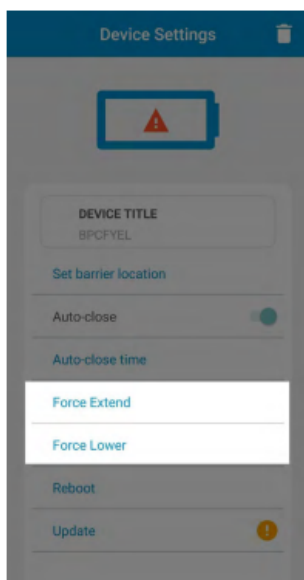 Device Settings
DEVICE TITLE
BPCFYEL
Set barrier location
Auto-close
Auto-close time
Force Extend
Force Lower
Reboot
Update